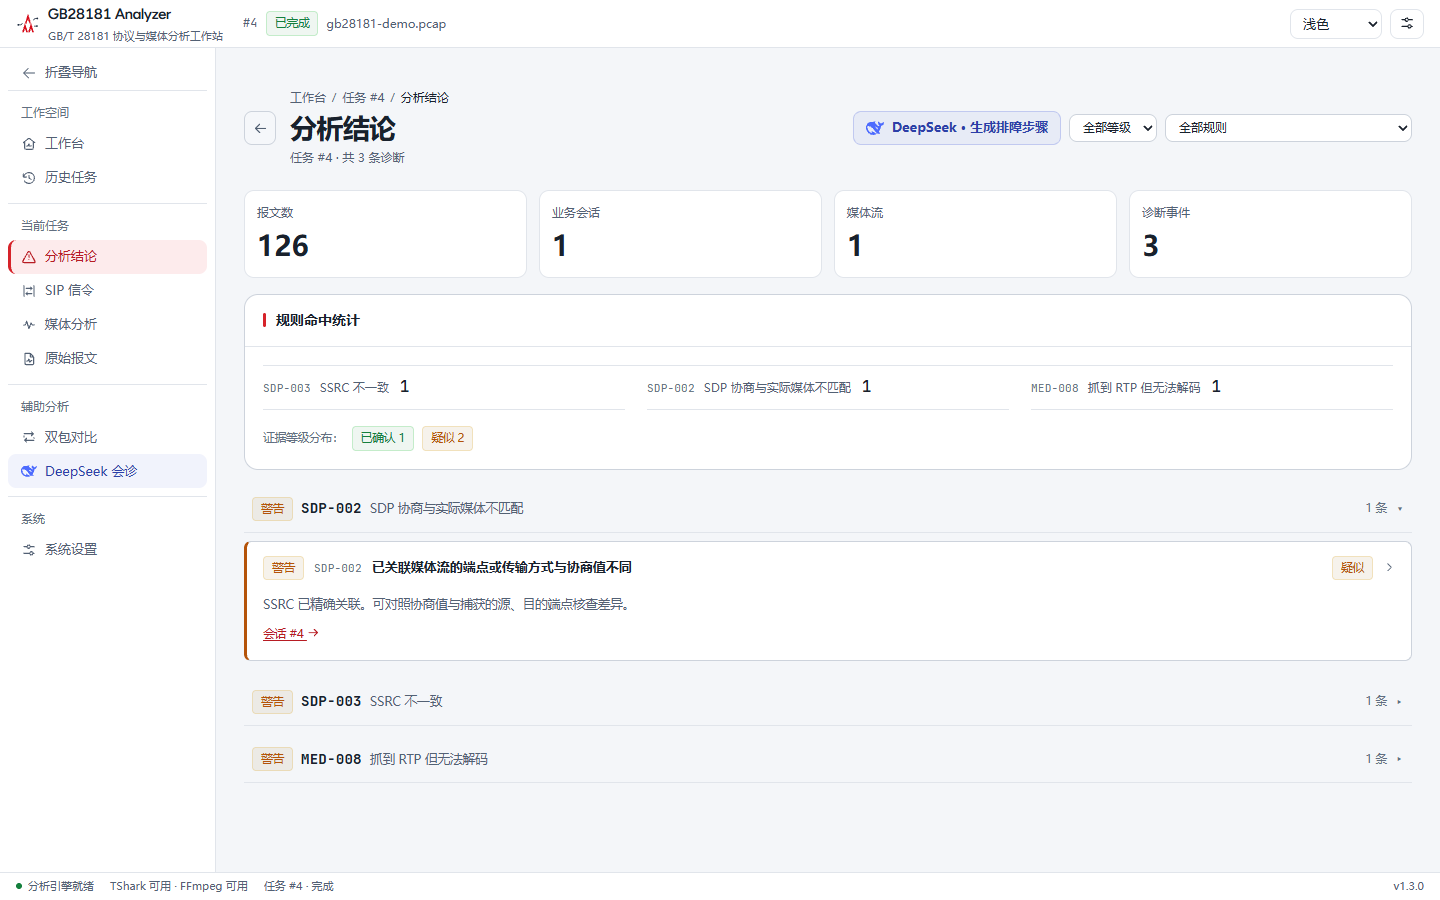 GB28181 Analyzer
GB/T 28181 协议与媒体分析工作站
#4 已完成 gb28181-demo.pcap
浅色
折叠导航
工作空间
工作台
历史任务
当前任务
分析结论
SIP 信令
媒体分析
原始报文
辅助分析
双包对比
DeepSeek 会诊
系统
系统设置
工作台 / 任务 #4 / 分析结论
分析结论
任务 #4 · 共 3 条诊断
DeepSeek • 生成排障步骤
全部等级
全部规则
报文数
126
业务会话
1
媒体流
1
诊断事件
3
规则命中统计
SDP-003 SSRC 不一致 1
SDP-002 SDP 协商与实际媒体不匹配 1
MED-008 抓到 RTP 但无法解码 1
证据等级分布： 已确认 1 疑似 2
警告 SDP-002 SDP 协商与实际媒体不匹配 1 条
警告 SDP-002 已关联媒体流的端点或传输方式与协商值不同 疑似
SSRC 已精确关联。可对照协商值与捕获的源、目的端点核查差异。
会话 #4 →
警告 SDP-003 SSRC 不一致 1 条
警告 MED-008 抓到 RTP 但无法解码 1 条
分析引擎就绪 TShark 可用 · FFmpeg 可用 任务 #4 · 完成 v1.3.0